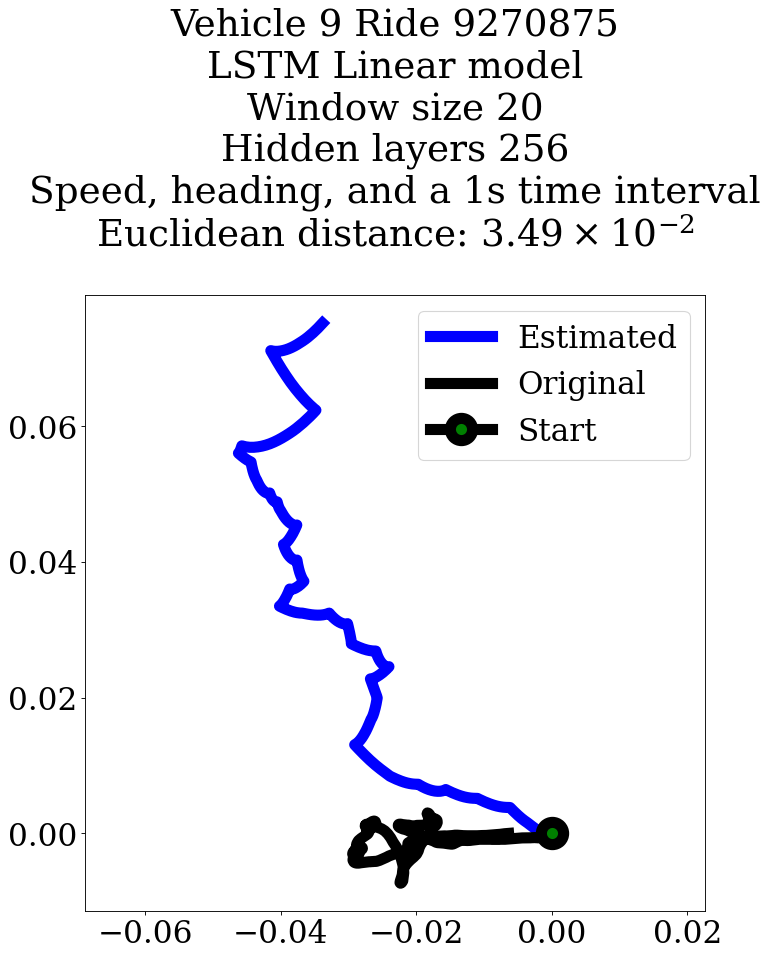 Vehicle 9 Ride 9270875
LSTM Linear model
Window size 20
Hidden layers 256
Speed, heading, and a 1s time interval
Euclidean distance: 3.49 × 10⁻²
Estimated
Original
Start
0.06
0.04
0.02
0.00
−0.06 −0.04 −0.02 0.00 0.02